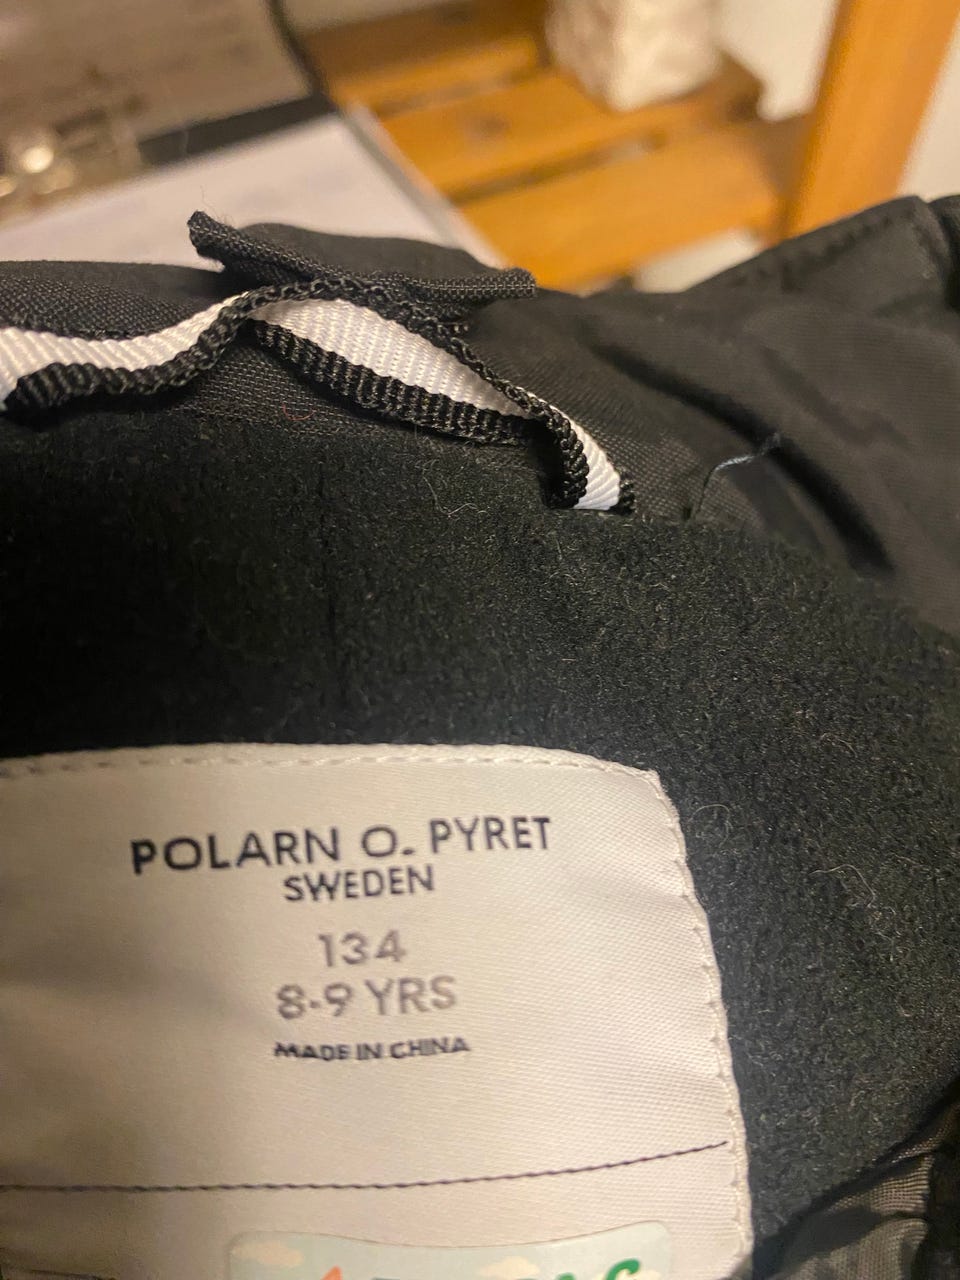 POLARN O. PYRET
SWEDEN
134
8-9 YRS
MADE IN CHINA